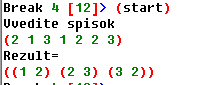 Break 4 [12]> (start)
Vvedite spisok
(2 1 3 1 2 2 3)
Rezult=
((1 2) (2 3) (3 2))